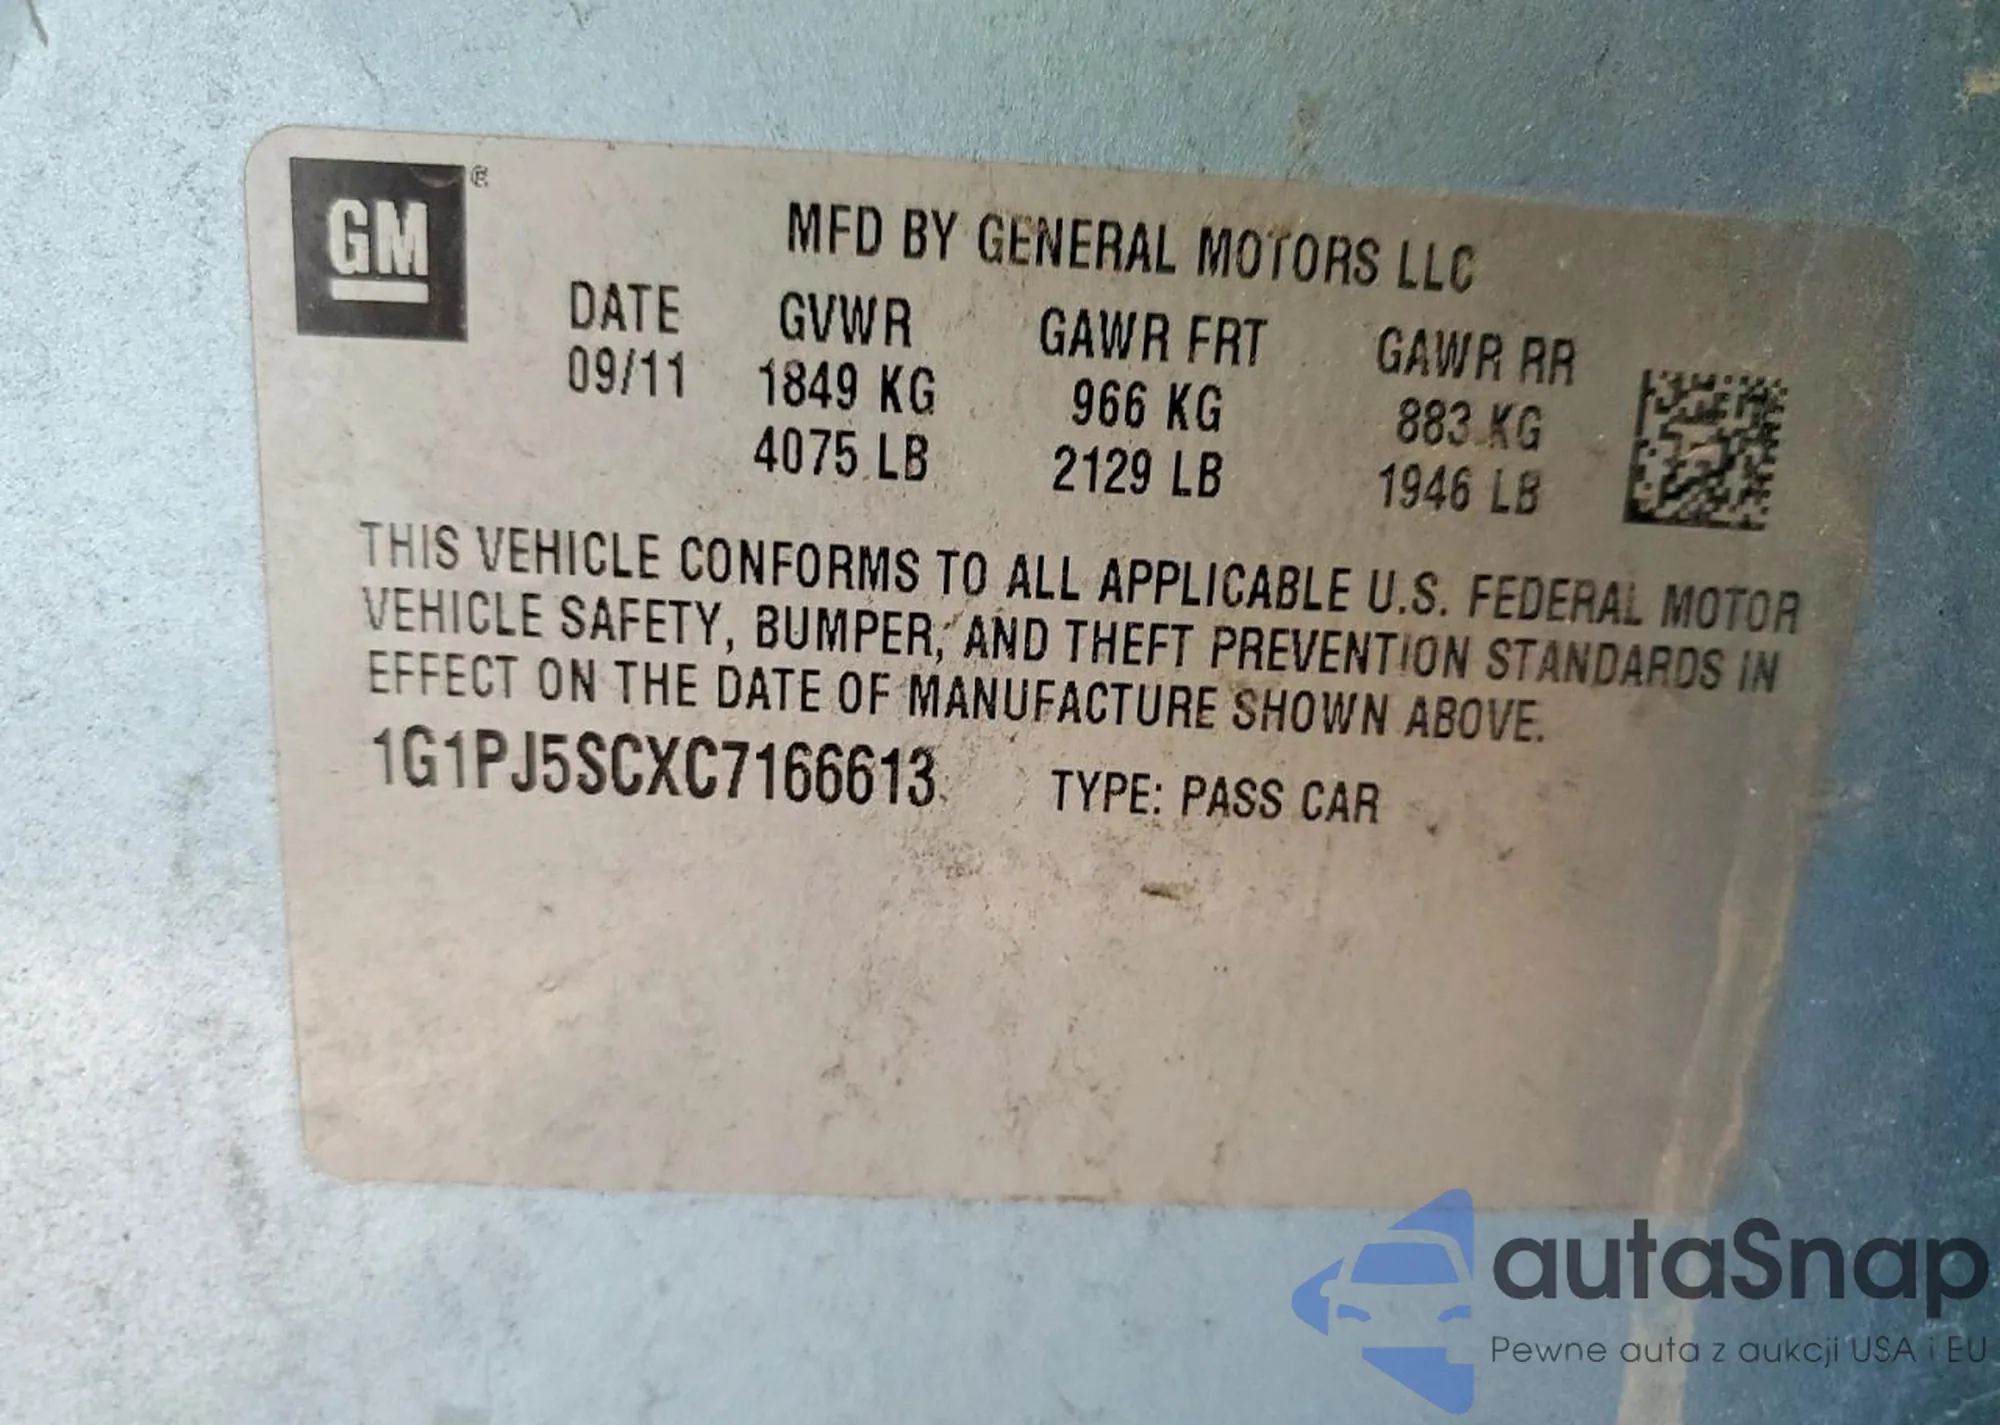 GM®
MFD BY GENERAL MOTORS LLC
DATE GVWR GAWR FRT GAWR RR
09/11 1849 KG 966 KG 883 KG
4075 LB 2129 LB 1946 LB
THIS VEHICLE CONFORMS TO ALL APPLICABLE U.S. FEDERAL MOTOR
VEHICLE SAFETY, BUMPER, AND THEFT PREVENTION STANDARDS IN
EFFECT ON THE DATE OF MANUFACTURE SHOWN ABOVE.
1G1PJ5SCXC7166613 TYPE: PASS CAR
autaSnap
Pewne auta z aukcji USA i EU